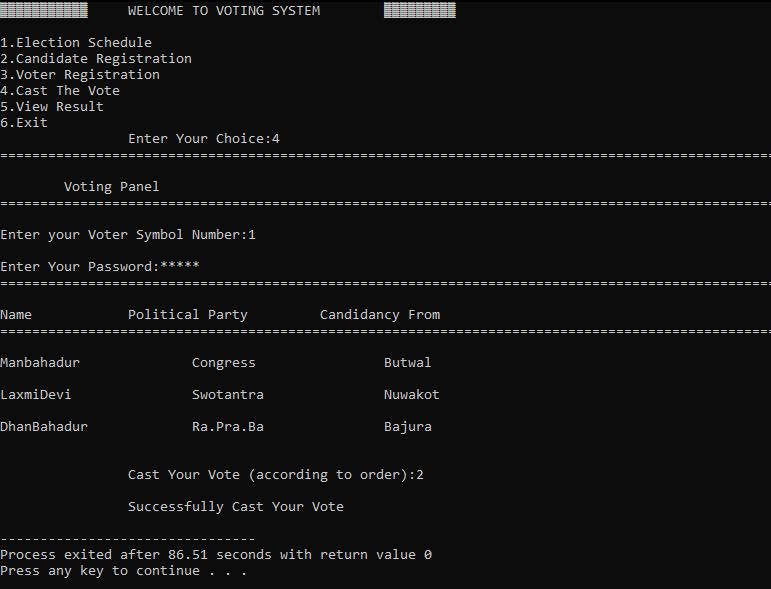 WELCOME TO VOTING SYSTEM
1.Election Schedule
2.Candidate Registration
3.Voter Registration
4.Cast The Vote
5.View Result
6.Exit
Enter Your Choice:4
=================================================================================================
Voting Panel
=================================================================================================
Enter your Voter Symbol Number:1
Enter Your Password:*****
=================================================================================================
Name Political Party Candidancy From
=================================================================================================
Manbahadur Congress Butwal
LaxmiDevi Swotantra Nuwakot
DhanBahadur Ra.Pra.Ba Bajura
Cast Your Vote (according to order):2
Successfully Cast Your Vote
--------------------------------
Process exited after 86.51 seconds with return value 0
Press any key to continue . . .